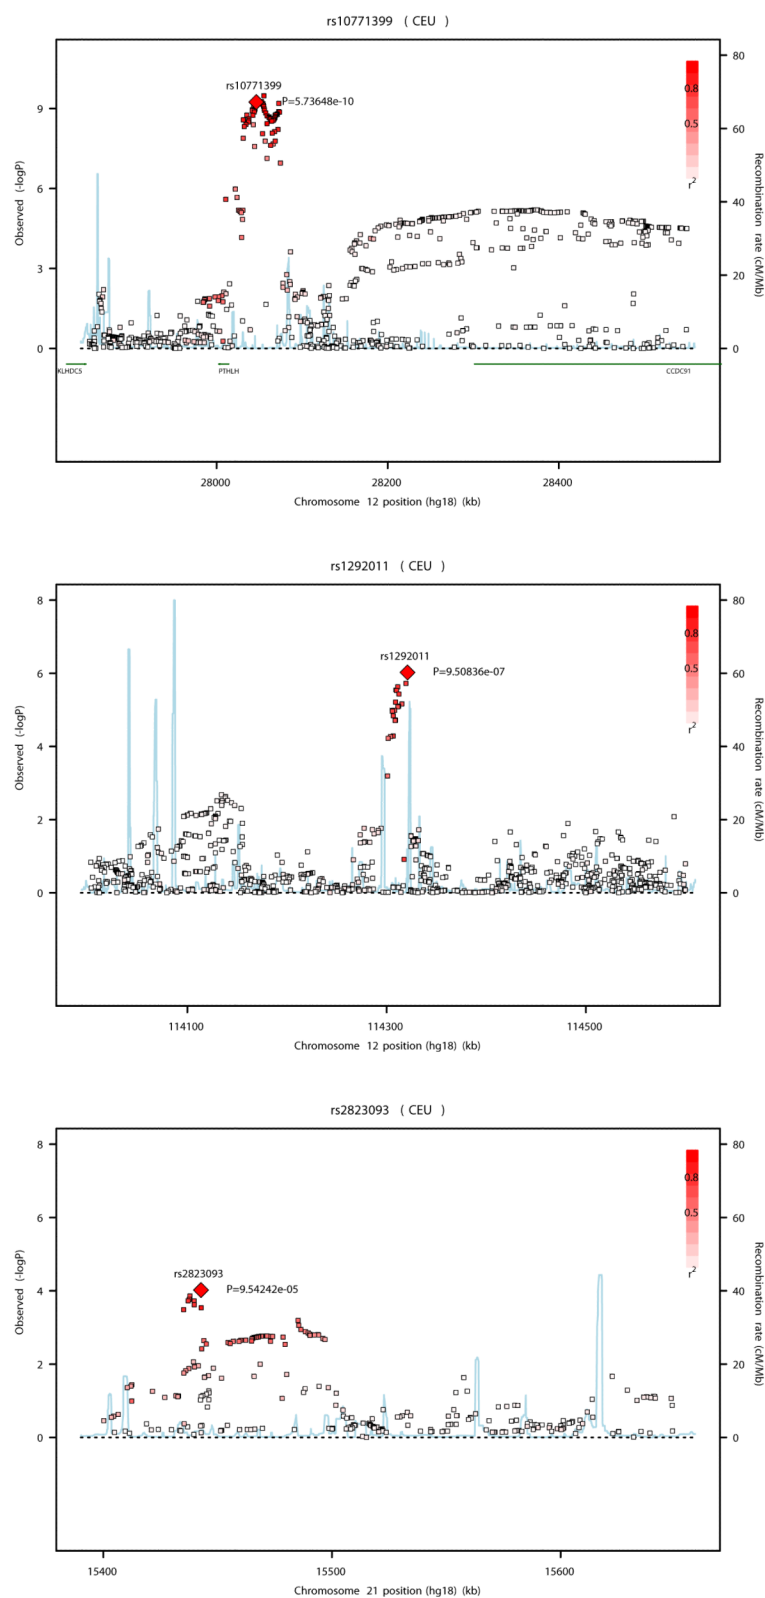 rs10771399 ( CEU )
rs10771399
P=5.73648e-10
0.8
0.5
r2
Observed (-logP)
9
6
3
0
80
60
40
20
0
Recombination rate (cM/Mb)
KLHDC5
PTHLH
CCDC91
28000
28200
28400
Chromosome 12 position (hg18) (kb)
rs1292011 ( CEU )
rs1292011
P=9.50836e-07
0.8
0.5
r2
Observed (-logP)
8
6
4
2
0
80
60
40
20
0
Recombination rate (cM/Mb)
114100
114300
114500
Chromosome 12 position (hg18) (kb)
rs2823093 ( CEU )
rs2823093
P=9.54242e-05
0.8
0.5
r2
Observed (-logP)
8
6
4
2
0
80
60
40
20
0
Recombination rate (cM/Mb)
15400
15500
15600
Chromosome 21 position (hg18) (kb)